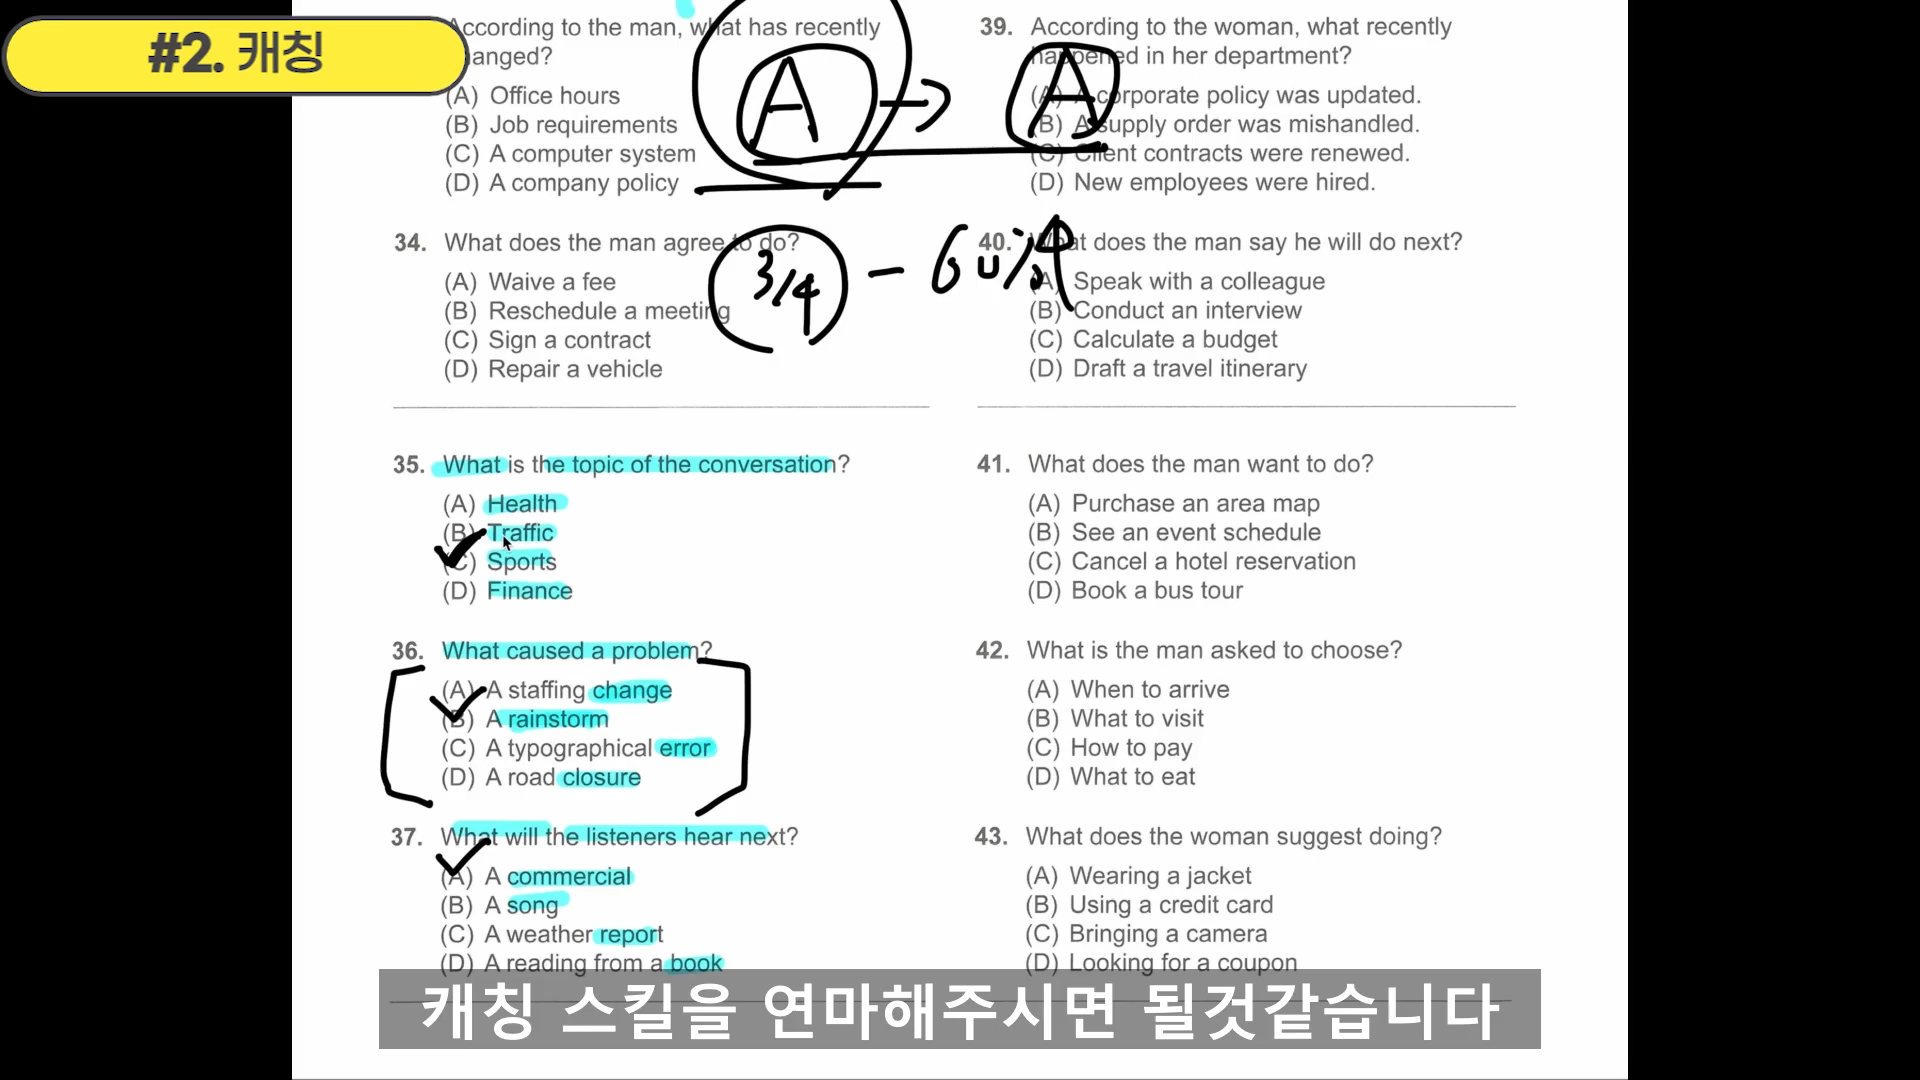 #2. 캐칭
ccording to the man, what has recently
anged?
(A) Office hours
(B) Job requirements
(C) A computer system
(D) A company policy
34. What does the man agree to do?
(A) Waive a fee
(B) Reschedule a meeting
(C) Sign a contract
(D) Repair a vehicle
35. What is the topic of the conversation?
(A) Health
(B) Traffic
(C) Sports
(D) Finance
36. What caused a problem?
(A) A staffing change
(B) A rainstorm
(C) A typographical error
(D) A road closure
37. What will the listeners hear next?
(A) A commercial
(B) A song
(C) A weather report
(D) A reading from a book
39. According to the woman, what recently
happened in her department?
(A) A corporate policy was updated.
(B) A supply order was mishandled.
(C) Client contracts were renewed.
(D) New employees were hired.
40. What does the man say he will do next?
(A) Speak with a colleague
(B) Conduct an interview
(C) Calculate a budget
(D) Draft a travel itinerary
41. What does the man want to do?
(A) Purchase an area map
(B) See an event schedule
(C) Cancel a hotel reservation
(D) Book a bus tour
42. What is the man asked to choose?
(A) When to arrive
(B) What to visit
(C) How to pay
(D) What to eat
43. What does the woman suggest doing?
(A) Wearing a jacket
(B) Using a credit card
(C) Bringing a camera
(D) Looking for a coupon
A → A
3/4 - 60%
캐칭 스킬을 연마해주시면 될것같습니다